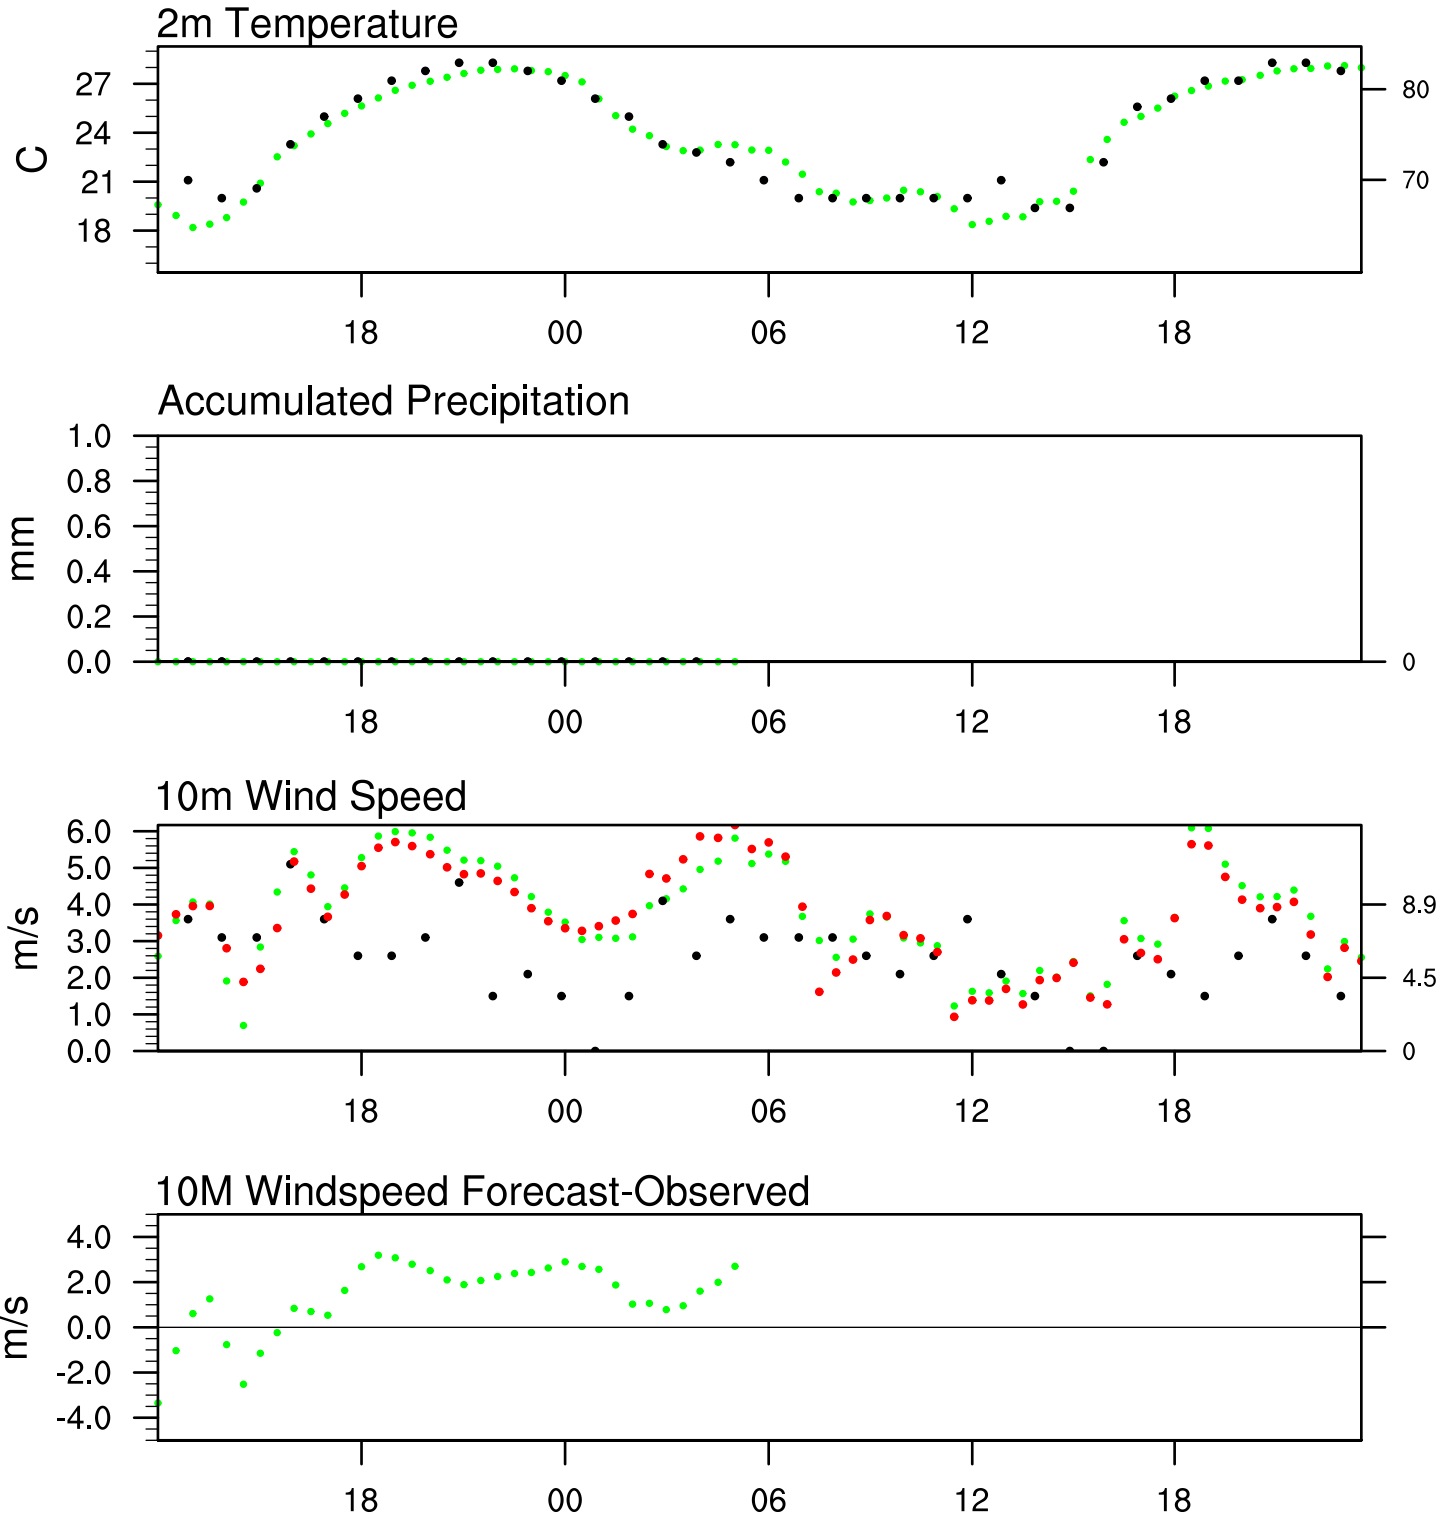 2m Temperature
27
24
21
18
C
80
70
18 00 06 12 18
Accumulated Precipitation
1.0
0.8
0.6
0.4
0.2
0.0
mm
0
18 00 06 12 18
10m Wind Speed
6.0
5.0
4.0
3.0
2.0
1.0
0.0
m/s
8.9
4.5
0
18 00 06 12 18
10M Windspeed Forecast-Observed
4.0
2.0
0.0
-2.0
-4.0
m/s
18 00 06 12 18